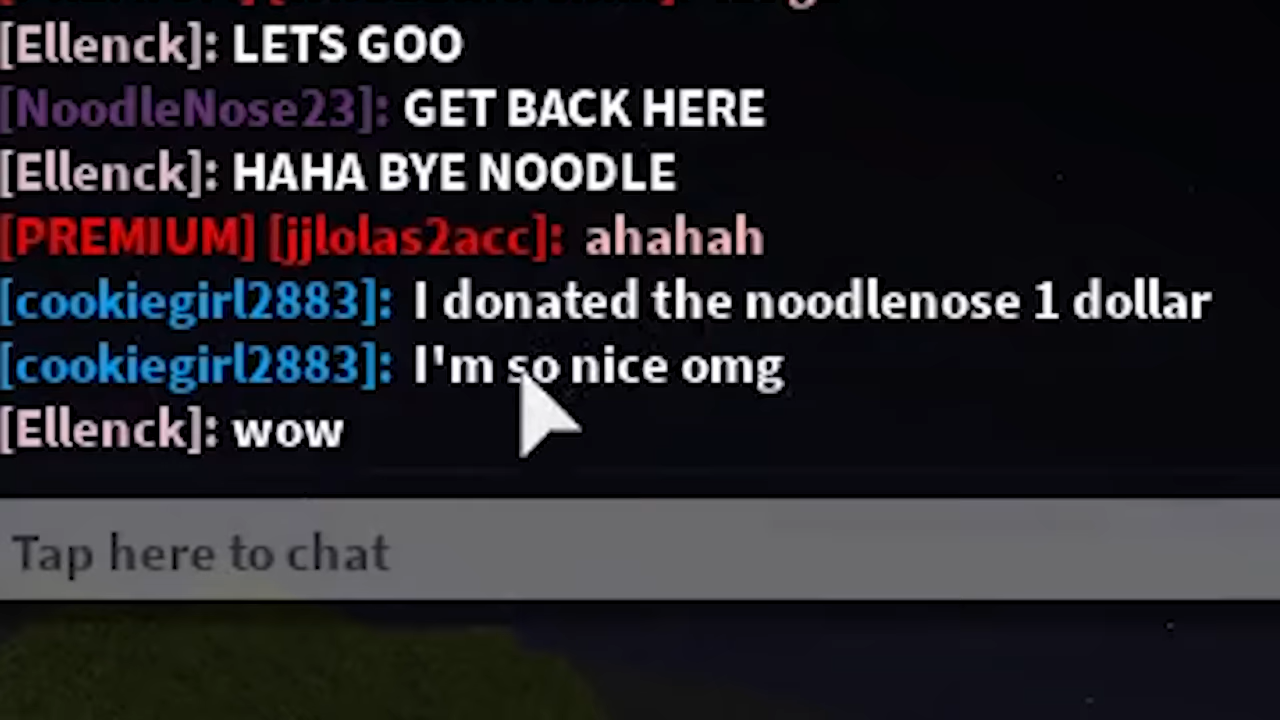 [Ellenck]: LETS GOO
[NoodleNose23]: GET BACK HERE
[Ellenck]: HAHA BYE NOODLE
[PREMIUM] [jjlolas2acc]: ahahah
[cookiegirl2883]: I donated the noodlenose 1 dollar
[cookiegirl2883]: I'm so nice omg
[Ellenck]: wow
Tap here to chat